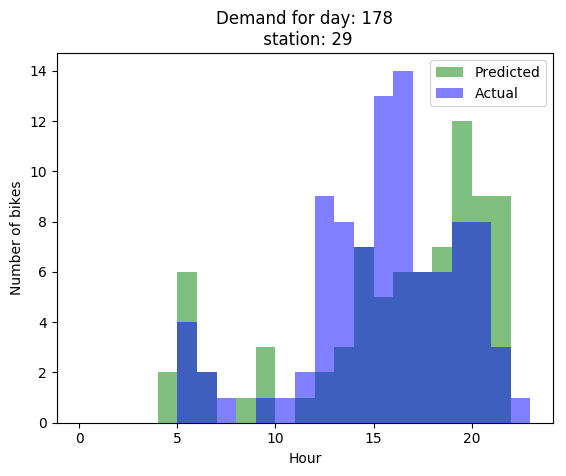 Demand for day: 178
station: 29
Predicted
Actual
14
12
10
8
6
4
2
0
Number of bikes
0 5 10 15 20
Hour